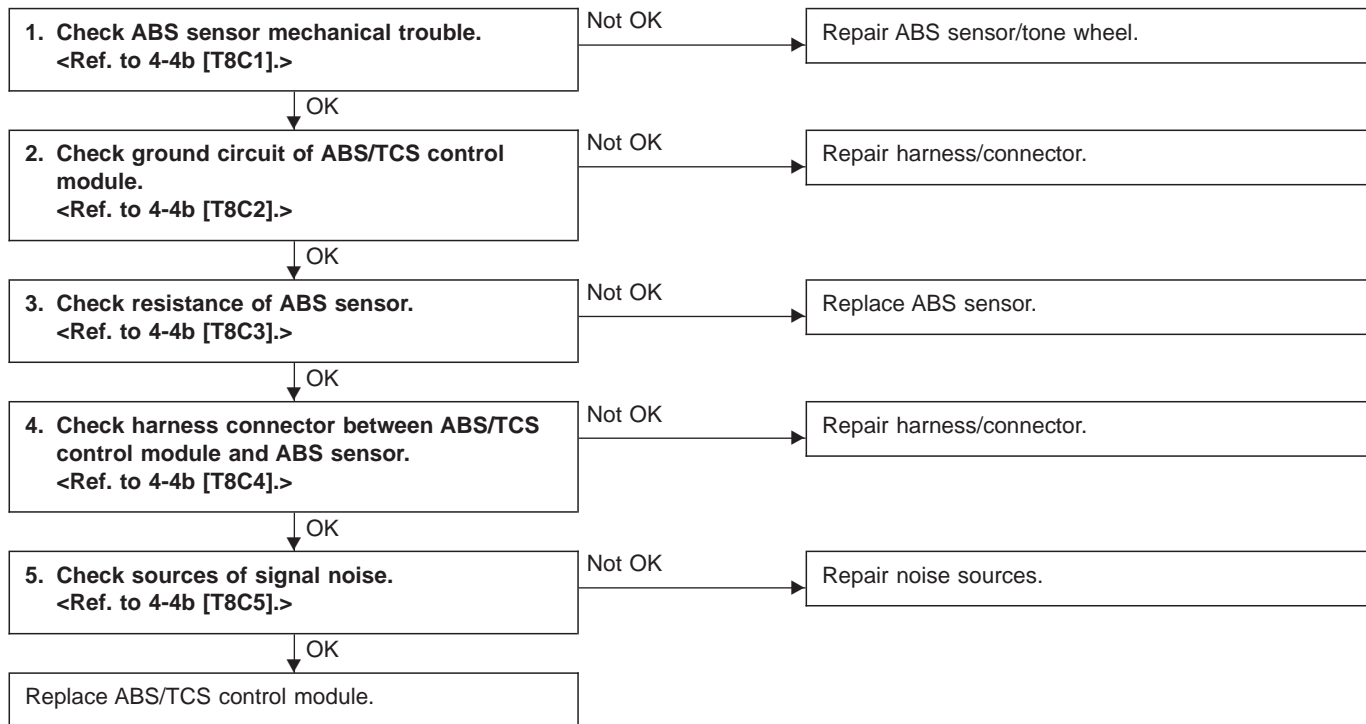 1. Check ABS sensor mechanical trouble.
<Ref. to 4-4b [T8C1].>
Not OK
Repair ABS sensor/tone wheel.
OK
2. Check ground circuit of ABS/TCS control
module.
<Ref. to 4-4b [T8C2].>
Not OK
Repair harness/connector.
OK
3. Check resistance of ABS sensor.
<Ref. to 4-4b [T8C3].>
Not OK
Replace ABS sensor.
OK
4. Check harness connector between ABS/TCS
control module and ABS sensor.
<Ref. to 4-4b [T8C4].>
Not OK
Repair harness/connector.
OK
5. Check sources of signal noise.
<Ref. to 4-4b [T8C5].>
Not OK
Repair noise sources.
OK
Replace ABS/TCS control module.